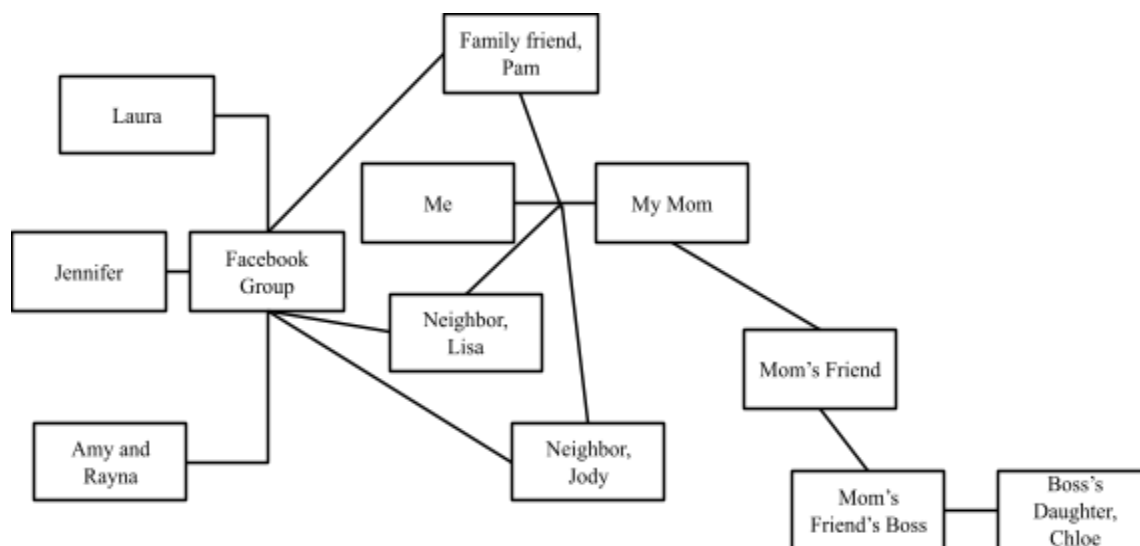 Family friend,
Pam
Laura
Me
My Mom
Jennifer
Facebook
Group
Neighbor,
Lisa
Mom's Friend
Amy and
Rayna
Neighbor,
Jody
Mom's
Friend's Boss
Boss's
Daughter,
Chloe